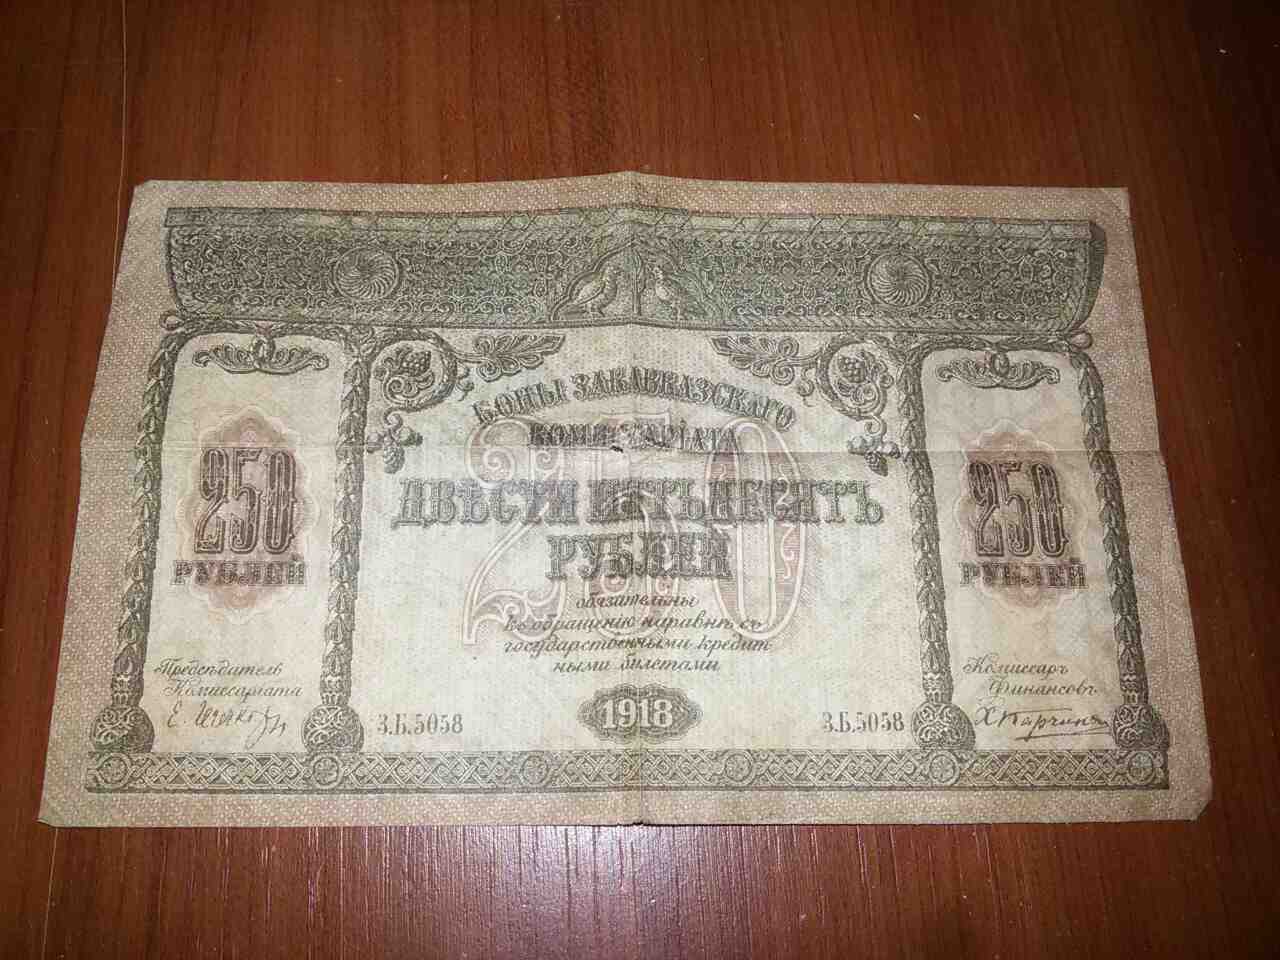 БОНЫ ЗАКАВКАЗСКАГО
КОМИССАРІАТА
250
ДВѢСТИ ПЯТЬДЕСЯТЪ
РУБЛЕЙ
обязательны
къ обращенію наравнѣ съ
государственными кредит
ными билетами
250
РУБЛЕЙ
250
РУБЛЕЙ
Предсѣдатель
Комиссаріата
Комиссаръ
Финансовъ
З.Б.5058
1918
З.Б.5058